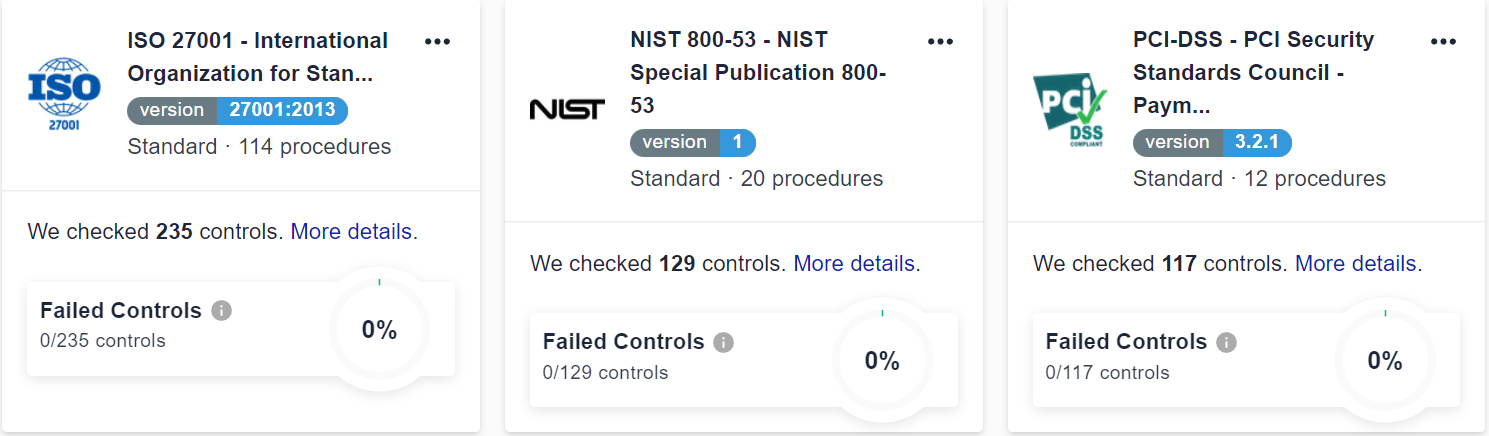 ISO 27001 - International
Organization for Stan...
version 27001:2013
Standard · 114 procedures
ISO
27001
We checked 235 controls. More details.
Failed Controls i
0/235 controls
0%
NIST 800-53 - NIST
Special Publication 800-
53
version 1
Standard · 20 procedures
NIST
We checked 129 controls. More details.
Failed Controls i
0/129 controls
0%
PCI-DSS - PCI Security
Standards Council -
Paym...
version 3.2.1
Standard · 12 procedures
PCI
DSS
COMPLIANT
We checked 117 controls. More details.
Failed Controls i
0/117 controls
0%